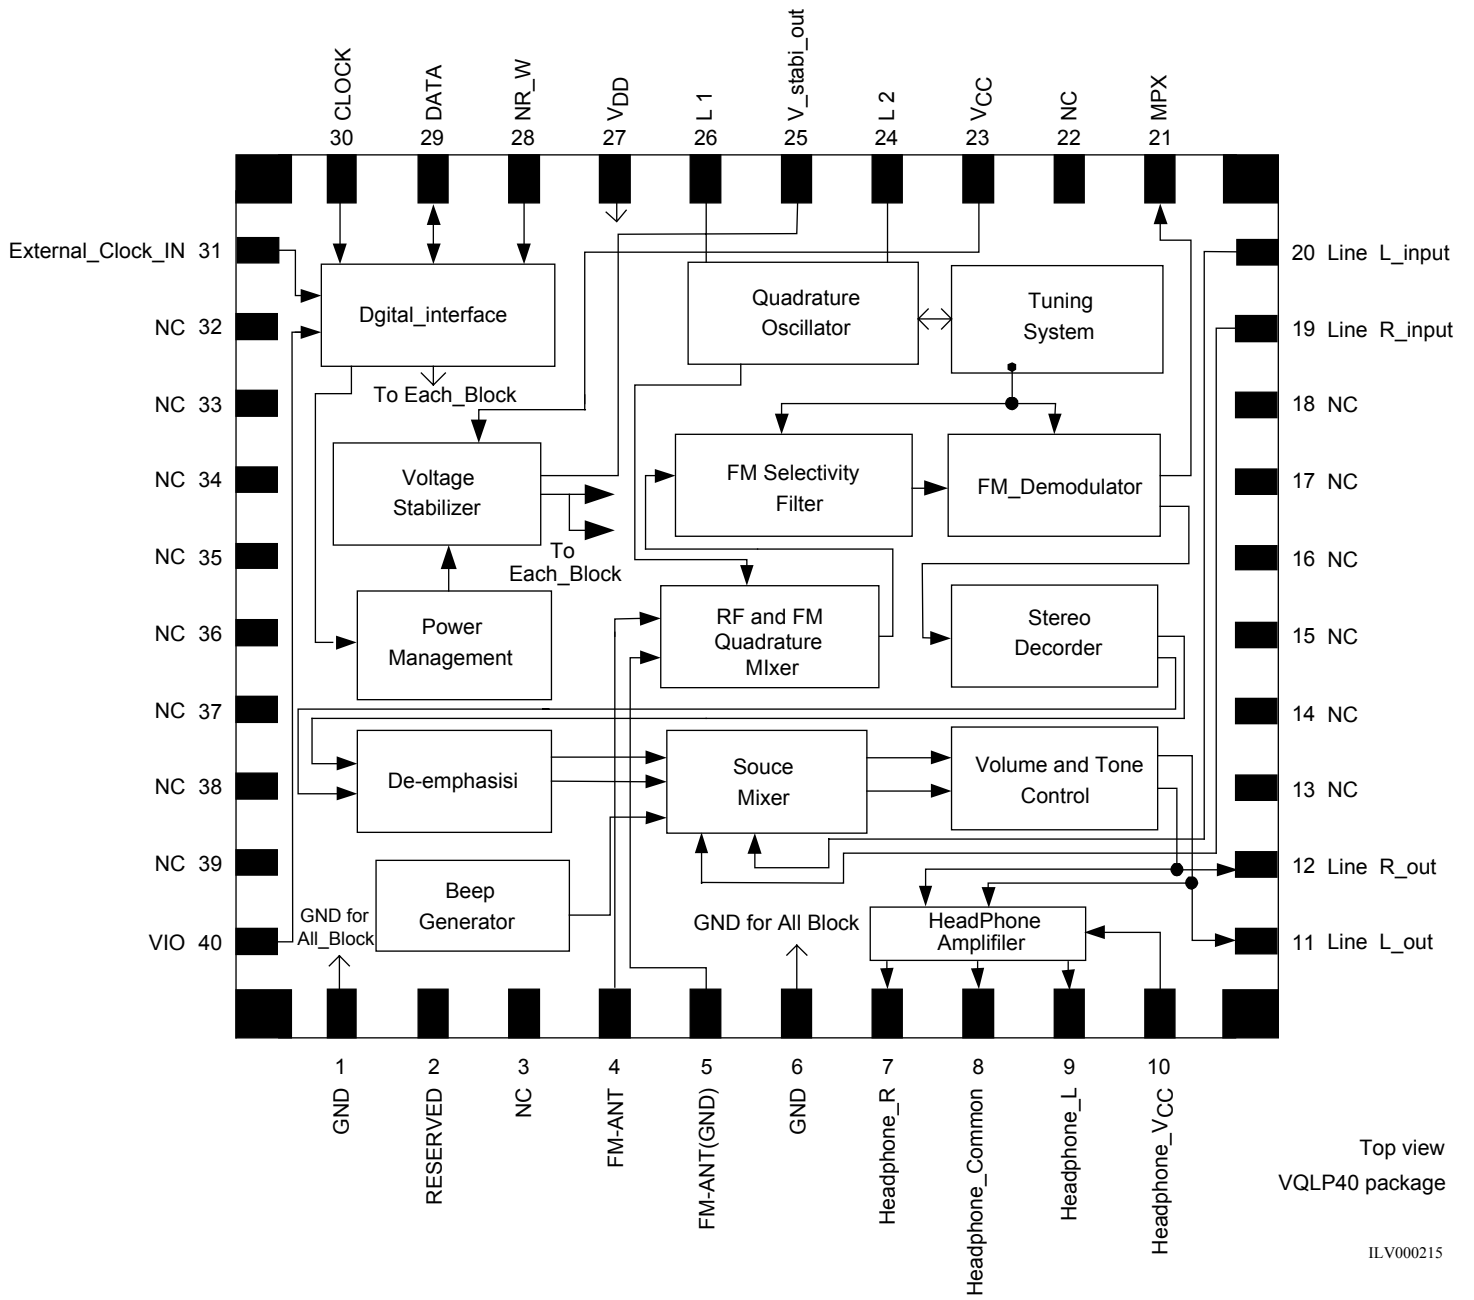 CLOCK
DATA
NR_W
VDD
L 1
V_stabi_out
L 2
VCC
NC
MPX
30
29
28
27
26
25
24
23
22
21
External_Clock_IN 31
NC 32
NC 33
NC 34
NC 35
NC 36
NC 37
NC 38
NC 39
VIO 40
20 Line L_input
19 Line R_input
18 NC
17 NC
16 NC
15 NC
14 NC
13 NC
12 Line R_out
11 Line L_out
Dgital_interface
To Each_Block
Quadrature
Oscillator
Tuning
System
Voltage
Stabilizer
To
Each_Block
FM Selectivity
Filter
FM_Demodulator
Power
Management
RF and FM
Quadrature
MIxer
Stereo
Decorder
De-emphasisi
Souce
Mixer
Volume and Tone
Control
Beep
Generator
GND for
All_Block
GND for All Block
HeadPhone
Amplifiler
1
2
3
4
5
6
7
8
9
10
GND
RESERVED
NC
FM-ANT
FM-ANT(GND)
GND
Headphone_R
Headphone_Common
Headphone_L
Headphone_VCC
Top view
VQLP40 package
ILV000215